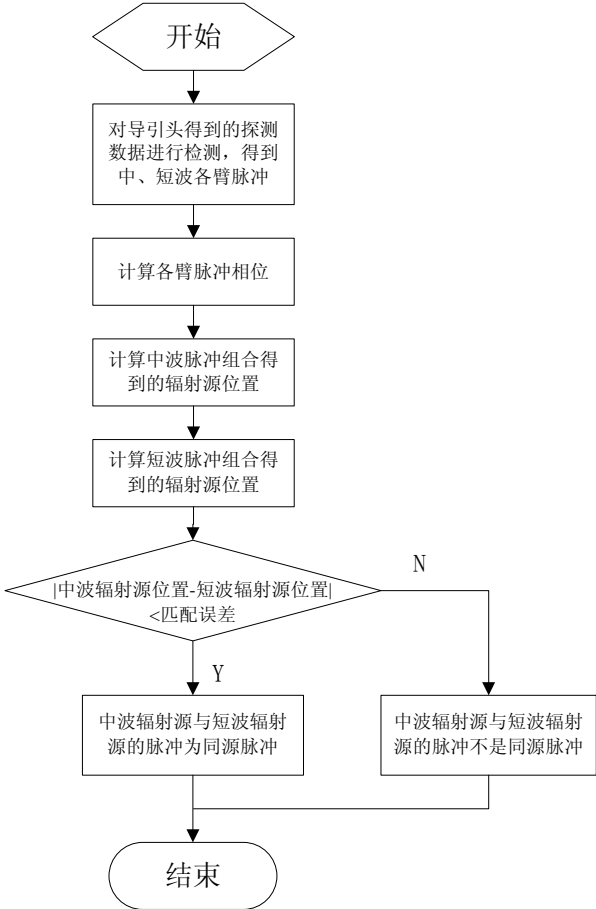 开始
对导引头得到的探测
数据进行检测，得到
中、短波各臂脉冲
计算各臂脉冲相位
计算中波脉冲组合得
到的辐射源位置
计算短波脉冲组合得
到的辐射源位置
|中波辐射源位置-短波辐射源位置|
<匹配误差
N
Y
中波辐射源与短波辐射
源的脉冲为同源脉冲
中波辐射源与短波辐射
源的脉冲不是同源脉冲
结束